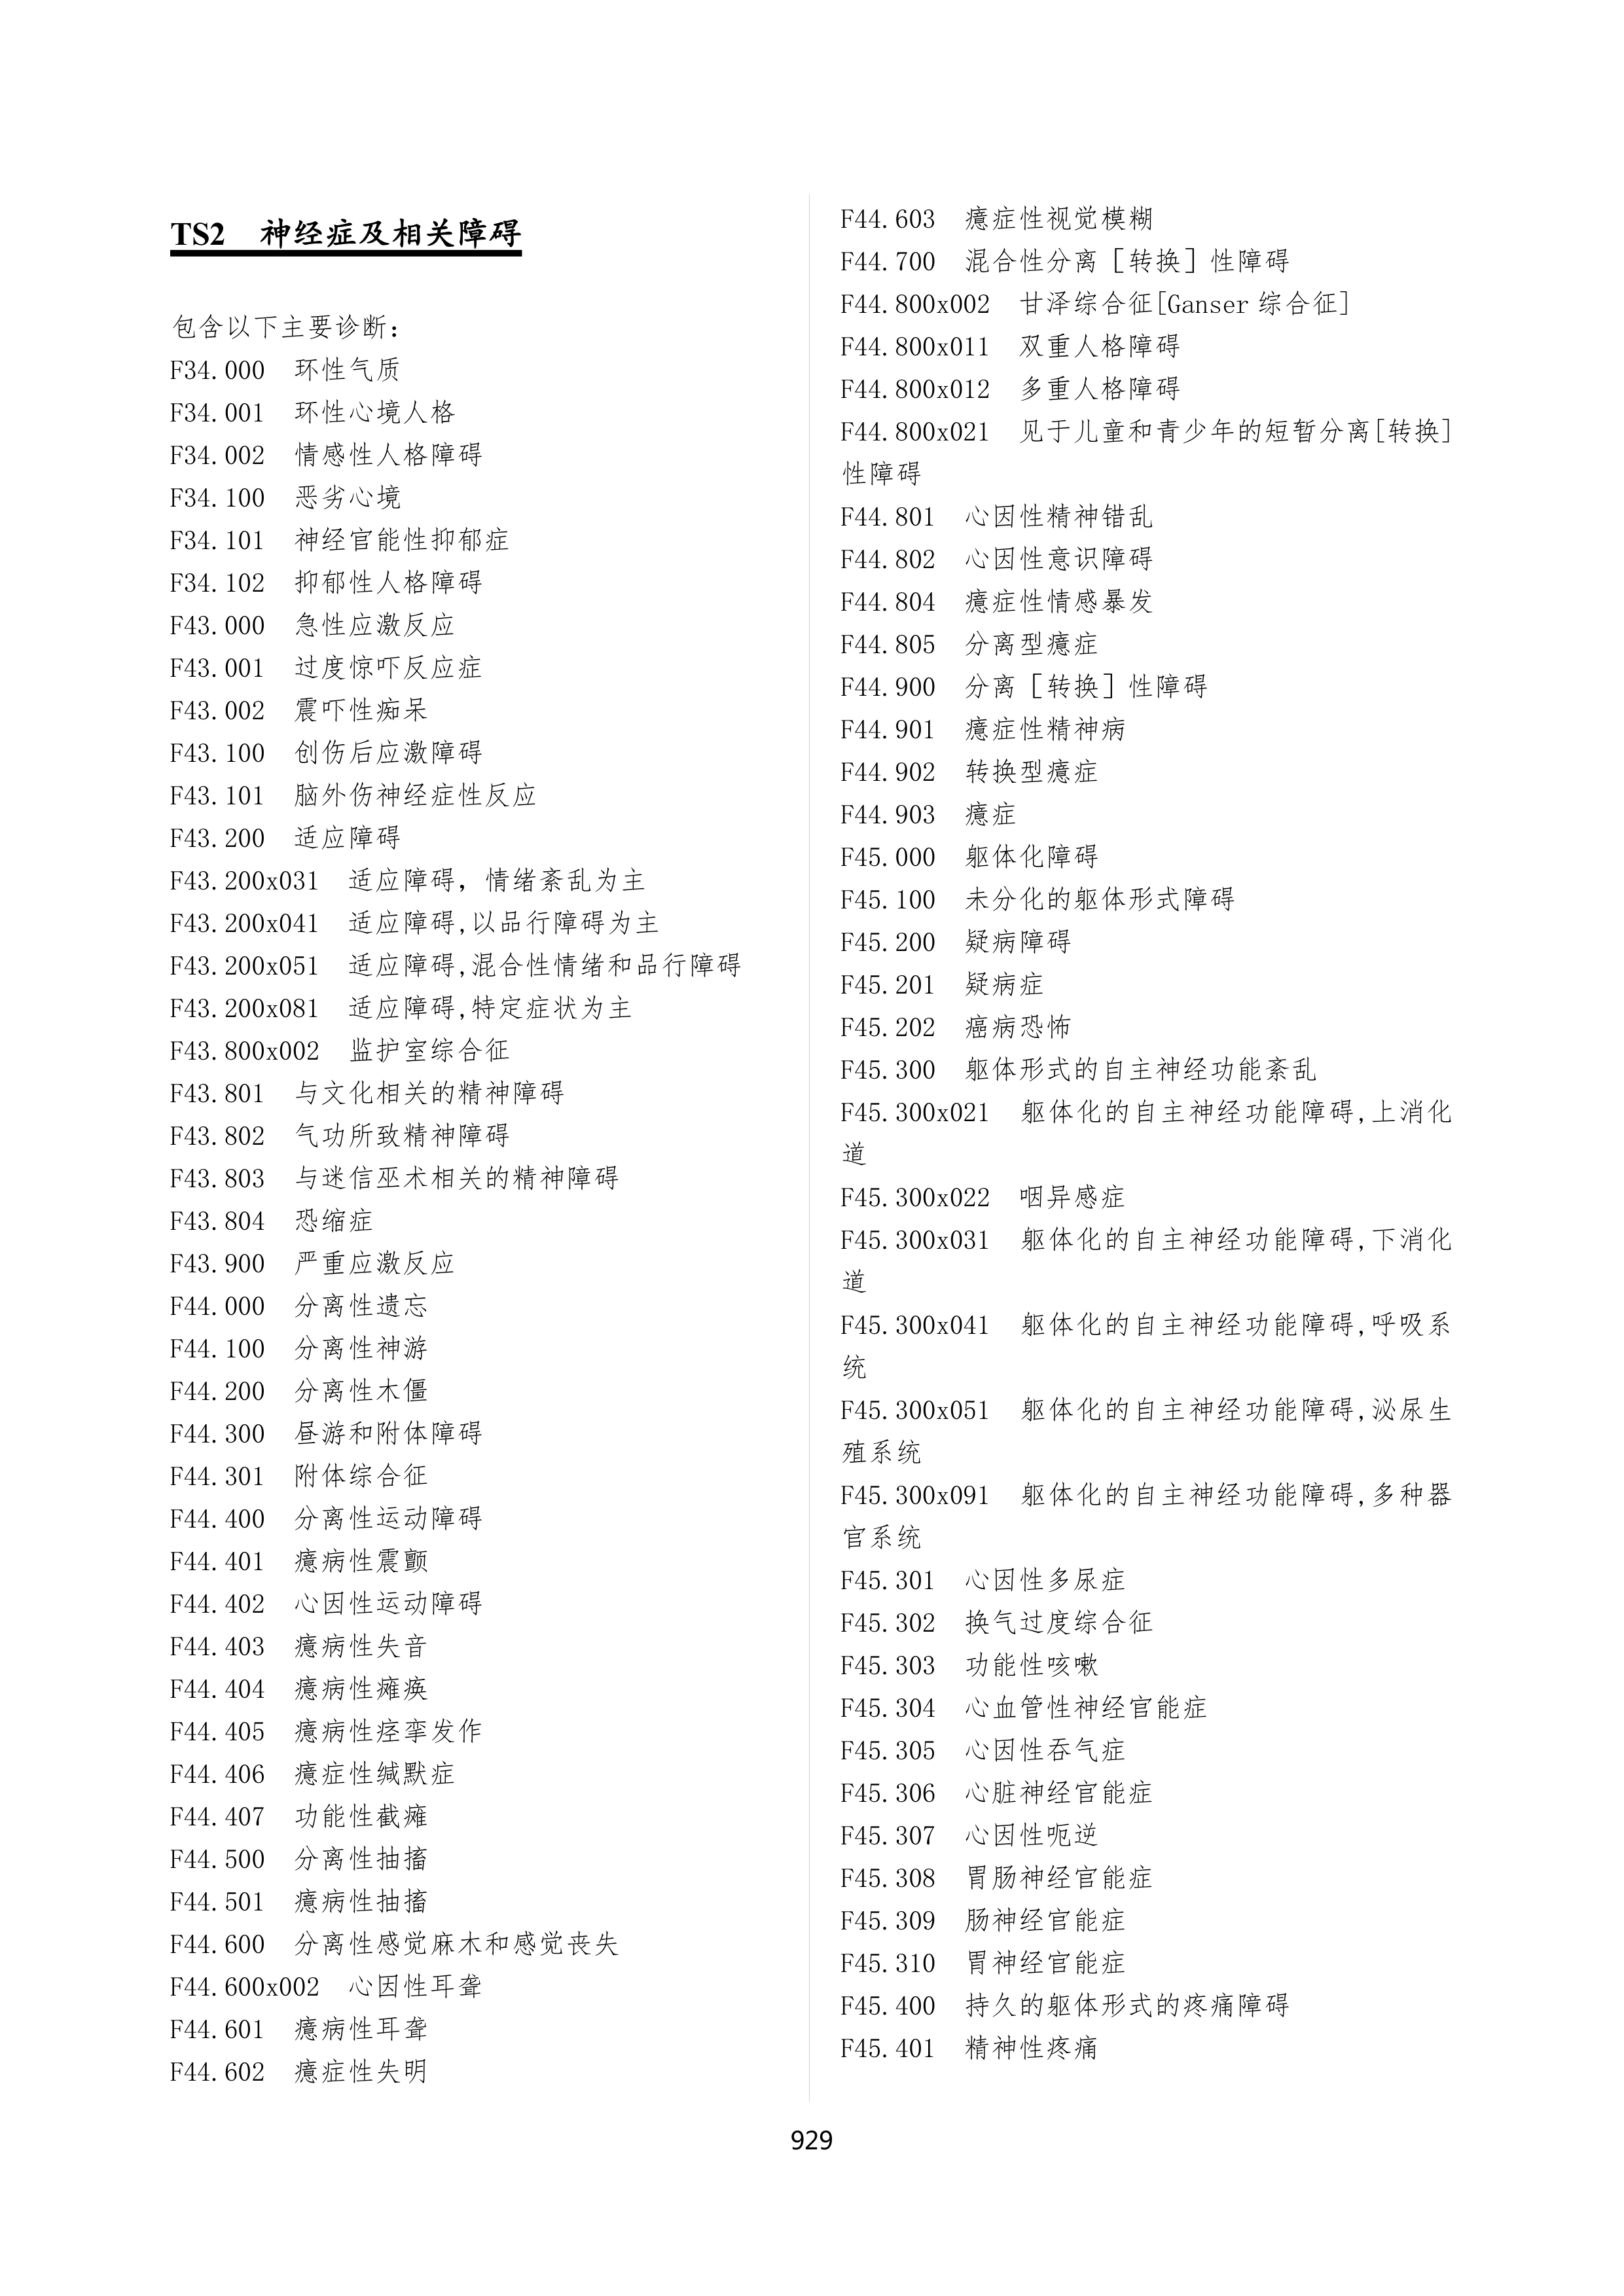 TS2 神经症及相关障碍
包含以下主要诊断:
F34.000 环性气质
F34.001 环性心境人格
F34.002 情感性人格障碍
F34.100 恶劣心境
F34.101 神经官能性抑郁症
F34.102 抑郁性人格障碍
F43.000 急性应激反应
F43.001 过度惊吓反应症
F43.002 震吓性痴呆
F43.100 创伤后应激障碍
F43.101 脑外伤神经症性反应
F43.200 适应障碍
F43.200x031 适应障碍，情绪紊乱为主
F43.200x041 适应障碍,以品行障碍为主
F43.200x051 适应障碍,混合性情绪和品行障碍
F43.200x081 适应障碍,特定症状为主
F43.800x002 监护室综合征
F43.801 与文化相关的精神障碍
F43.802 气功所致精神障碍
F43.803 与迷信巫术相关的精神障碍
F43.804 恐缩症
F43.900 严重应激反应
F44.000 分离性遗忘
F44.100 分离性神游
F44.200 分离性木僵
F44.300 昼游和附体障碍
F44.301 附体综合征
F44.400 分离性运动障碍
F44.401 癔病性震颤
F44.402 心因性运动障碍
F44.403 癔病性失音
F44.404 癔病性瘫痪
F44.405 癔病性痉挛发作
F44.406 癔症性缄默症
F44.407 功能性截瘫
F44.500 分离性抽搐
F44.501 癔病性抽搐
F44.600 分离性感觉麻木和感觉丧失
F44.600x002 心因性耳聋
F44.601 癔病性耳聋
F44.602 癔症性失明
F44.603 癔症性视觉模糊
F44.700 混合性分离［转换］性障碍
F44.800x002 甘泽综合征[Ganser 综合征]
F44.800x011 双重人格障碍
F44.800x012 多重人格障碍
F44.800x021 见于儿童和青少年的短暂分离[转换]
性障碍
F44.801 心因性精神错乱
F44.802 心因性意识障碍
F44.804 癔症性情感暴发
F44.805 分离型癔症
F44.900 分离［转换］性障碍
F44.901 癔症性精神病
F44.902 转换型癔症
F44.903 癔症
F45.000 躯体化障碍
F45.100 未分化的躯体形式障碍
F45.200 疑病障碍
F45.201 疑病症
F45.202 癌病恐怖
F45.300 躯体形式的自主神经功能紊乱
F45.300x021 躯体化的自主神经功能障碍,上消化
道
F45.300x022 咽异感症
F45.300x031 躯体化的自主神经功能障碍,下消化
道
F45.300x041 躯体化的自主神经功能障碍,呼吸系
统
F45.300x051 躯体化的自主神经功能障碍,泌尿生
殖系统
F45.300x091 躯体化的自主神经功能障碍,多种器
官系统
F45.301 心因性多尿症
F45.302 换气过度综合征
F45.303 功能性咳嗽
F45.304 心血管性神经官能症
F45.305 心因性吞气症
F45.306 心脏神经官能症
F45.307 心因性呃逆
F45.308 胃肠神经官能症
F45.309 肠神经官能症
F45.310 胃神经官能症
F45.400 持久的躯体形式的疼痛障碍
F45.401 精神性疼痛
929